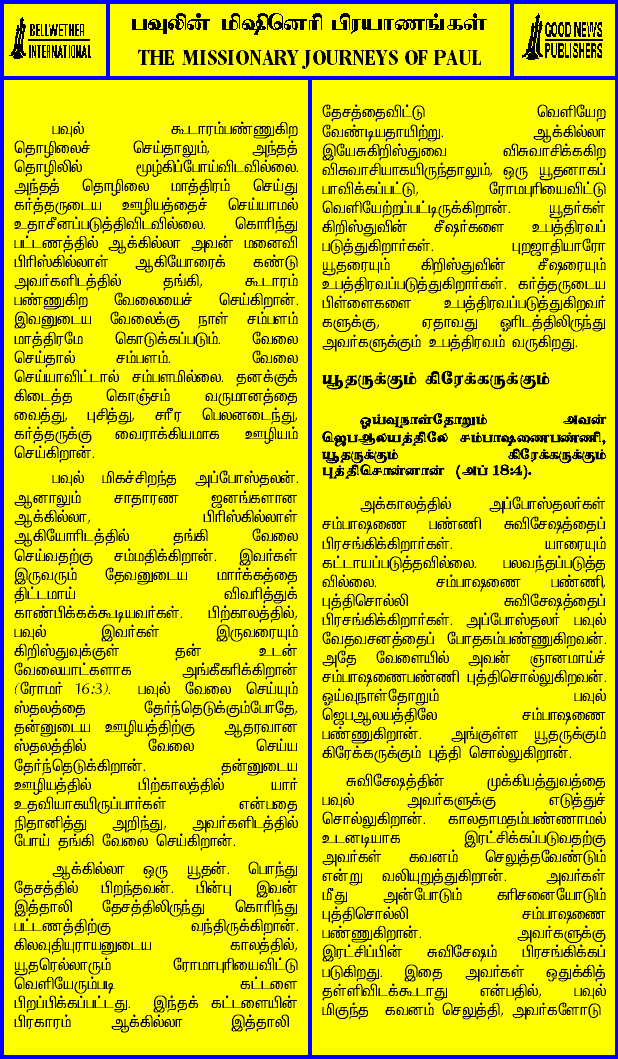 BELLWETHER
INTERNATIONAL
பவுலின் மிஷினெரி பிரயாணங்கள்
THE MISSIONARY JOURNEYS OF PAUL
GOOD NEWS
PUBLISHERS
பவுல் கூடாரம்பண்ணுகிற
தொழிலைச் செய்தாலும், அந்தத்
தொழிலில் மூழ்கிப்போய்விடவில்லை.
அந்தத் தொழிலை மாத்திரம் செய்து
கர்த்தருடைய ஊழியத்தைச் செய்யாமல்
உதாசீனப்படுத்திவிடவில்லை. கொரிந்து
பட்டணத்தில் ஆக்கில்லா அவன் மனைவி
பிரிஸ்கில்லாள் ஆகியோரைக் கண்டு
அவர்களிடத்தில் தங்கி, கூடாரம்
பண்ணுகிற வேலையைச் செய்கிறான்.
இவனுடைய வேலைக்கு நாள் சம்பளம்
மாத்திரமே கொடுக்கப்படும். வேலை
செய்தால் சம்பளம். வேலை
செய்யாவிட்டால் சம்பளமில்லை. தனக்குக்
கிடைத்த கொஞ்சம் வருமானத்தை
வைத்து, புசித்து, சரீர பெலனடைந்து,
கர்த்தருக்கு வைராக்கியமாக ஊழியம்
செய்கிறான்.
பவுல் மிகச்சிறந்த அப்போஸ்தலன்.
ஆனாலும் சாதாரண ஜனங்களான
ஆக்கில்லா, பிரிஸ்கில்லாள்
ஆகியோரிடத்தில் தங்கி வேலை
செய்வதற்கு சம்மதிக்கிறான். இவர்கள்
இருவரும் தேவனுடைய மார்க்கத்தை
திட்டமாய் விவரித்துக்
காண்பிக்கக்கூடியவர்கள். பிற்காலத்தில்,
பவுல் இவர்கள் இருவரையும்
கிறிஸ்துவுக்குள் தன் உடன்
வேலையாட்களாக அங்கீகரிக்கிறான்
(ரோமர் 16:3). பவுல் வேலை செய்யும்
ஸ்தலத்தை தேர்ந்தெடுக்கும்போதே,
தன்னுடைய ஊழியத்திற்கு ஆதரவான
ஸ்தலத்தில் வேலை செய்ய
தேர்ந்தெடுக்கிறான். தன்னுடைய
ஊழியத்தில் பிற்காலத்தில் யார்
உதவியாகயிருப்பார்கள் என்பதை
நிதானித்து அறிந்து, அவர்களிடத்தில்
போய் தங்கி வேலை செய்கிறான்.
ஆக்கில்லா ஒரு யூதன். பொந்து
தேசத்தில் பிறந்தவன். பின்பு இவன்
இத்தாலி தேசத்திலிருந்து கொரிந்து
பட்டணத்திற்கு வந்திருக்கிறான்.
கிலவுதியுராயனுடைய காலத்தில்,
யூதரெல்லாரும் ரோமாபுரியைவிட்டு
வெளியேரும்படி கட்டளை
பிறப்பிக்கப்பட்டது. இந்தக் கட்டளையின்
பிரகாரம் ஆக்கில்லா இத்தாலி
தேசத்தைவிட்டு வெளியேற
வேண்டியதாயிற்று. ஆக்கில்லா
இயேசுகிறிஸ்துவை விசுவாசிக்ககிற
விசுவாசியாகயிருந்தாலும், ஒரு யூதனாகப்
பாவிக்கப்பட்டு, ரோமபுரியைவிட்டு
வெளியேற்றப்பட்டிருக்கிறான். யூதர்கள்
கிறிஸ்துவின் சீஷர்களை உபத்திரவப்
படுத்துகிறார்கள். புறஜாதியாரோ
யூதரையும் கிறிஸ்துவின் சீஷரையும்
உபத்திரவப்படுத்துகிறார்கள். கர்த்தருடைய
பிள்ளைகளை உபத்திரவப்படுத்துகிறவர்
களுக்கு, ஏதாவது ஓரிடத்திலிருந்து
அவர்களுக்கும் உபத்திரவம் வருகிறது.
யூதருக்கும் கிரேக்கருக்கும்
ஓய்வுநாள்தோறும் அவன்
ஜெபஆலயத்திலே சம்பாஷணைபண்ணி,
யூதருக்கும் கிரேக்கருக்கும்
புத்திசொன்னான் (அப் 18:4).
அக்காலத்தில் அப்போஸ்தலர்கள்
சம்பாஷணை பண்ணி சுவிசேஷத்தைப்
பிரசங்கிக்கிறார்கள். யாரையும்
கட்டாயப்படுத்தவில்லை. பலவந்தப்படுத்த
வில்லை. சம்பாஷணை பண்ணி,
புத்திசொல்லி சுவிசேஷத்தைப்
பிரசங்கிக்கிறார்கள். அப்போஸ்தலர் பவுல்
வேதவசனத்தைப் போதகம்பண்ணுகிறவன்.
அதே வேளையில் அவன் ஞானமாய்ச்
சம்பாஷணைபண்ணி புத்திசொல்லுகிறவன்.
ஓய்வுநாள்தோறும் பவுல்
ஜெபஆலயத்திலே சம்பாஷணை
பண்ணுகிறான். அங்குள்ள யூதருக்கும்
கிரேக்கருக்கும் புத்தி சொல்லுகிறான்.
சுவிசேஷத்தின் முக்கியத்துவத்தை
பவுல் அவர்களுக்கு எடுத்துச்
சொல்லுகிறான். காலதாமதம்பண்ணாமல்
உடனடியாக இரட்சிக்கப்படுவதற்கு
அவர்கள் கவனம் செலுத்தவேண்டும்
என்று வலியுறுத்துகிறான். அவர்கள்
மீது அன்போடும் கரிசனையோடும்
புத்திசொல்லி சம்பாஷணை
பண்ணுகிறான். அவர்களுக்கு
இரட்சிப்பின் சுவிசேஷம் பிரசங்கிக்கப்
படுகிறது. இதை அவர்கள் ஒதுக்கித்
தள்ளிவிடக்கூடாது என்பதில், பவுல்
மிகுந்த கவனம் செலுத்தி, அவர்களோடு